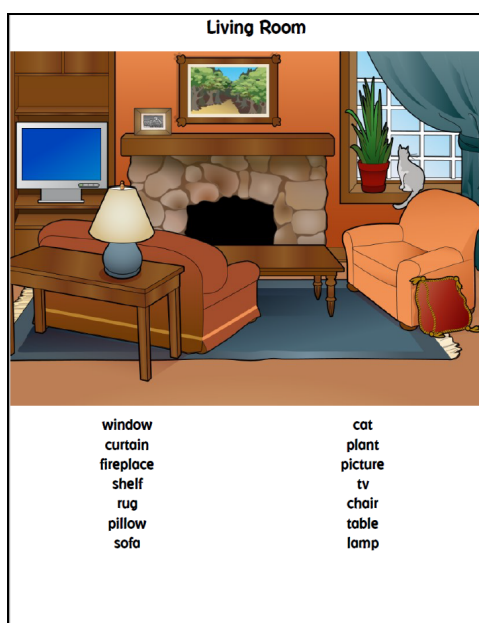 Living Room
window
curtain
fireplace
shelf
rug
pillow
sofa
cat
plant
picture
tv
chair
table
lamp